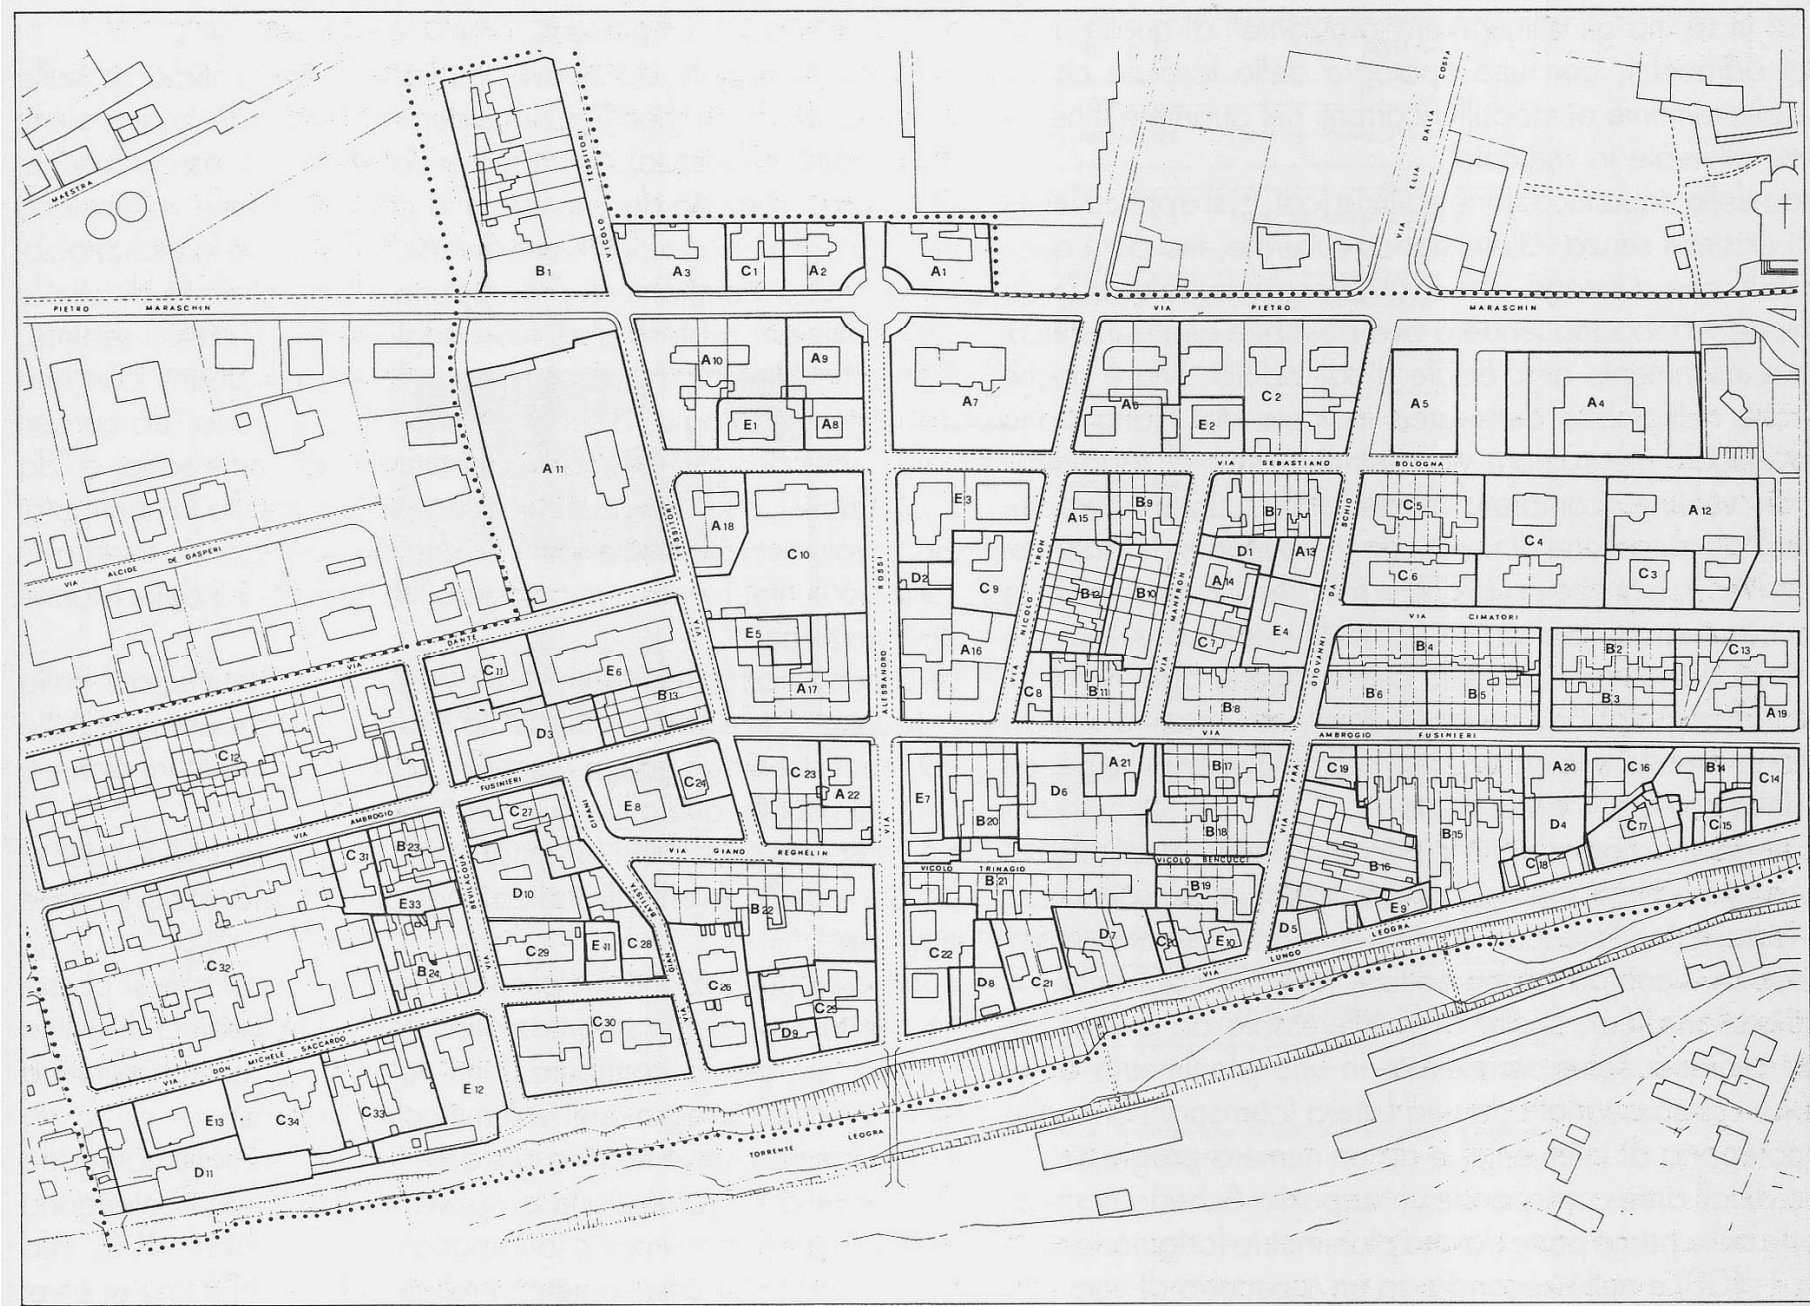 MAESTRA
VICOLO TESSITORI
VIA ELIA DALLA COSTA
B1
A3
C1
A2
A1
PIETRO MARASCHIN
VIA PIETRO MARASCHIN
A10
A9
A7
A6
C2
A5
A4
E1
A8
E2
A11
VIA SEBASTIANO BOLOGNA
A18
C10
E3
A15
B9
B7
C5
C4
A12
VIA TESSITORI
VIA ALESSANDRO ROSSI
VIA NICOLO TRON
VIA MANFRON
VIA FRA GIOVANNI DA SCHIO
D1
A13
D2
C9
B12
B10
A14
C6
C3
VIA ALCIDE DE GASPERI
VIA CIMATORI
E5
A16
C7
E4
B4
B2
C13
VIA DANTE
C11
E6
B13
A17
C8
B11
B8
B6
B5
B3
A19
D3
VIA AMBROGIO FUSINIERI
C12
C23
A22
E7
B20
D6
A21
B17
C19
A20
C16
B14
C14
E8
C24
B18
B15
D4
C17
C15
VIA AMBROGIO FUSINIERI
C27
VIA GIAN BATTISTA CIPANI
VIA GIANO REGHELIN
VICOLO TRINAGIO
VICOLO BENCUCCI
B16
C18
C31
B23
VIA BEVILACQUA
B21
B19
E33
D10
B22
E9
D5
C32
B24
C29
E11
C28
C26
C25
C22
D8
C21
D7
C20
E10
VIA LUNGO LEOGRA
C30
D9
VIA DON MICHELE SACCARDO
E13
C34
C33
E12
D11
TORRENTE LEOGRA